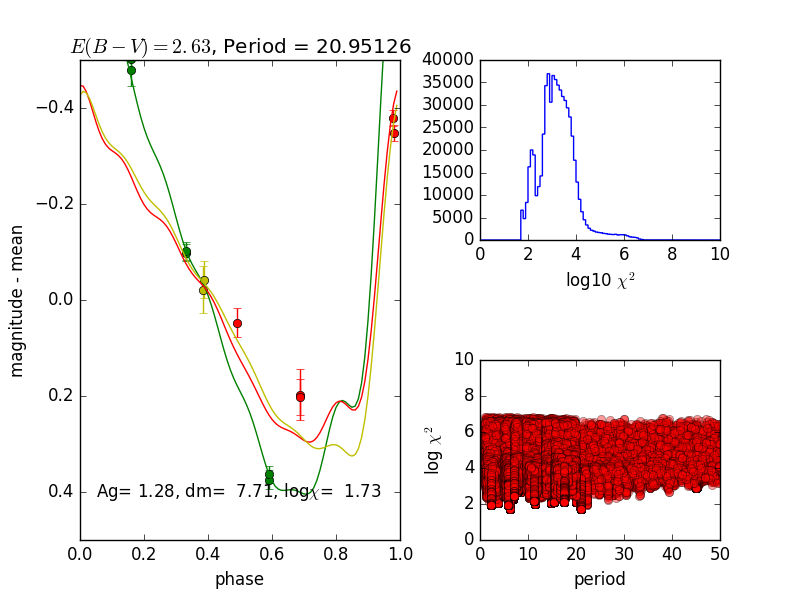 E(B − V) = 2.63, Period = 20.95126
−0.4
−0.2
0.0
0.2
0.4
magnitude - mean
Ag= 1.28, dm=  7.71, logχ=  1.73
0.0 0.2 0.4 0.6 0.8 1.0
phase
40000
35000
30000
25000
20000
15000
10000
5000
0
0 2 4 6 8 10
log10 χ²
10
8
6
4
2
0
log χ²
0 10 20 30 40 50
period